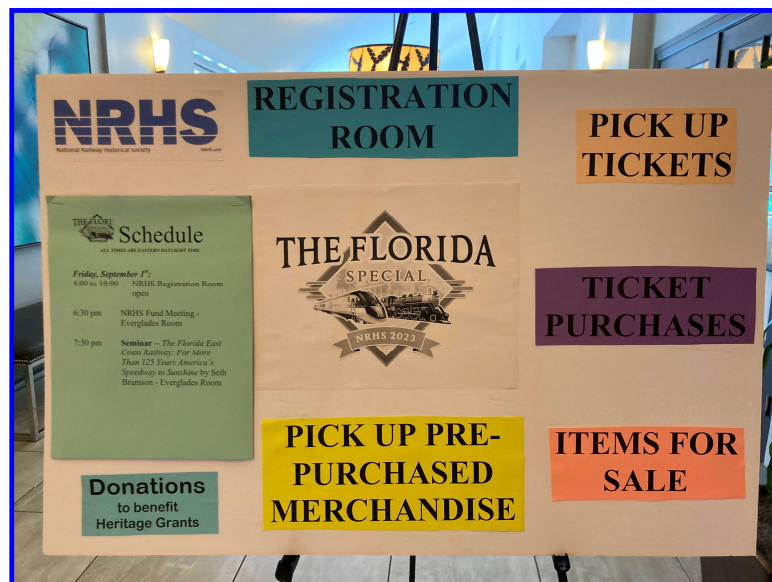 NRHS
National Railway Historical Society
NRHS.com
REGISTRATION
ROOM
PICK UP
TICKETS
THE FLORI
Schedule
ALL TIMES ARE EASTERN DAYLIGHT TIME
Friday, September 1st:
4:00 to 10:00 NRHS Registration Room
open
6:30 pm NRHS Fund Meeting -
Everglades Room
7:30 pm Seminar – The Florida East
Coast Railway: For More
Than 125 Years America's
Speedway to Sunshine by Seth
Bramson - Everglades Room
THE FLORIDA
SPECIAL
NRHS 2023
TICKET
PURCHASES
Donations
to benefit
Heritage Grants
PICK UP PRE-
PURCHASED
MERCHANDISE
ITEMS FOR
SALE